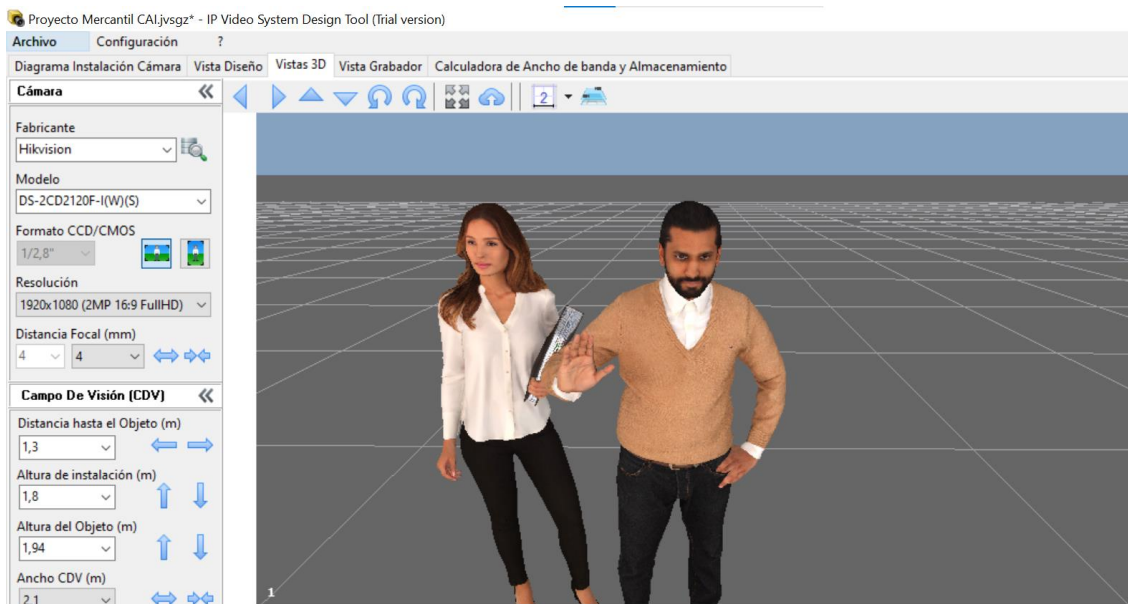 Proyecto Mercantil CAI.jvsgz* - IP Video System Design Tool (Trial version)
Archivo Configuración ?
Diagrama Instalación Cámara Vista Diseño Vistas 3D Vista Grabador Calculadora de Ancho de banda y Almacenamiento
Cámara
2
Fabricante
Hikvision
Modelo
DS-2CD2120F-I(W)(S)
Formato CCD/CMOS
1/2,8"
Resolución
1920x1080 (2MP 16:9 FullHD)
Distancia Focal (mm)
4 4
Campo De Visión (CDV)
Distancia hasta el Objeto (m)
1,3
Altura de instalación (m)
1,8
Altura del Objeto (m)
1,94
Ancho CDV (m)
2,1
1